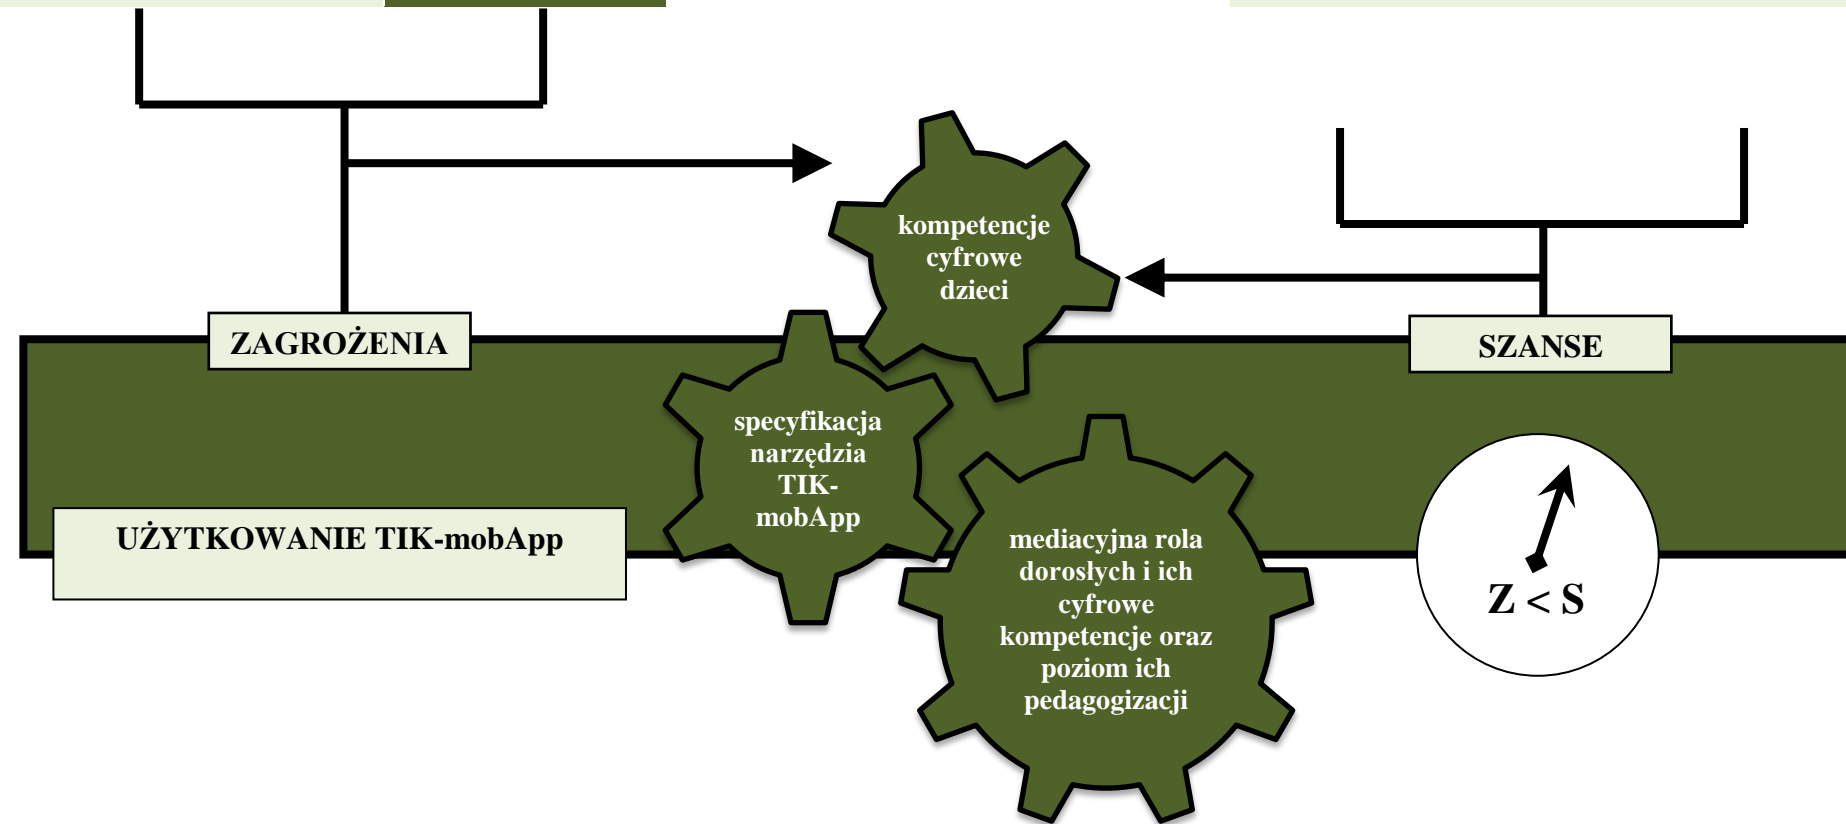 kompetencje
cyfrowe
dzieci
ZAGROŻENIA
SZANSE
specyfikacja
narzędzia
TIK-
mobApp
UŻYTKOWANIE TIK-mobApp
mediacyjna rola
dorosłych i ich
cyfrowe
kompetencje oraz
poziom ich
pedagogizacji
Z < S